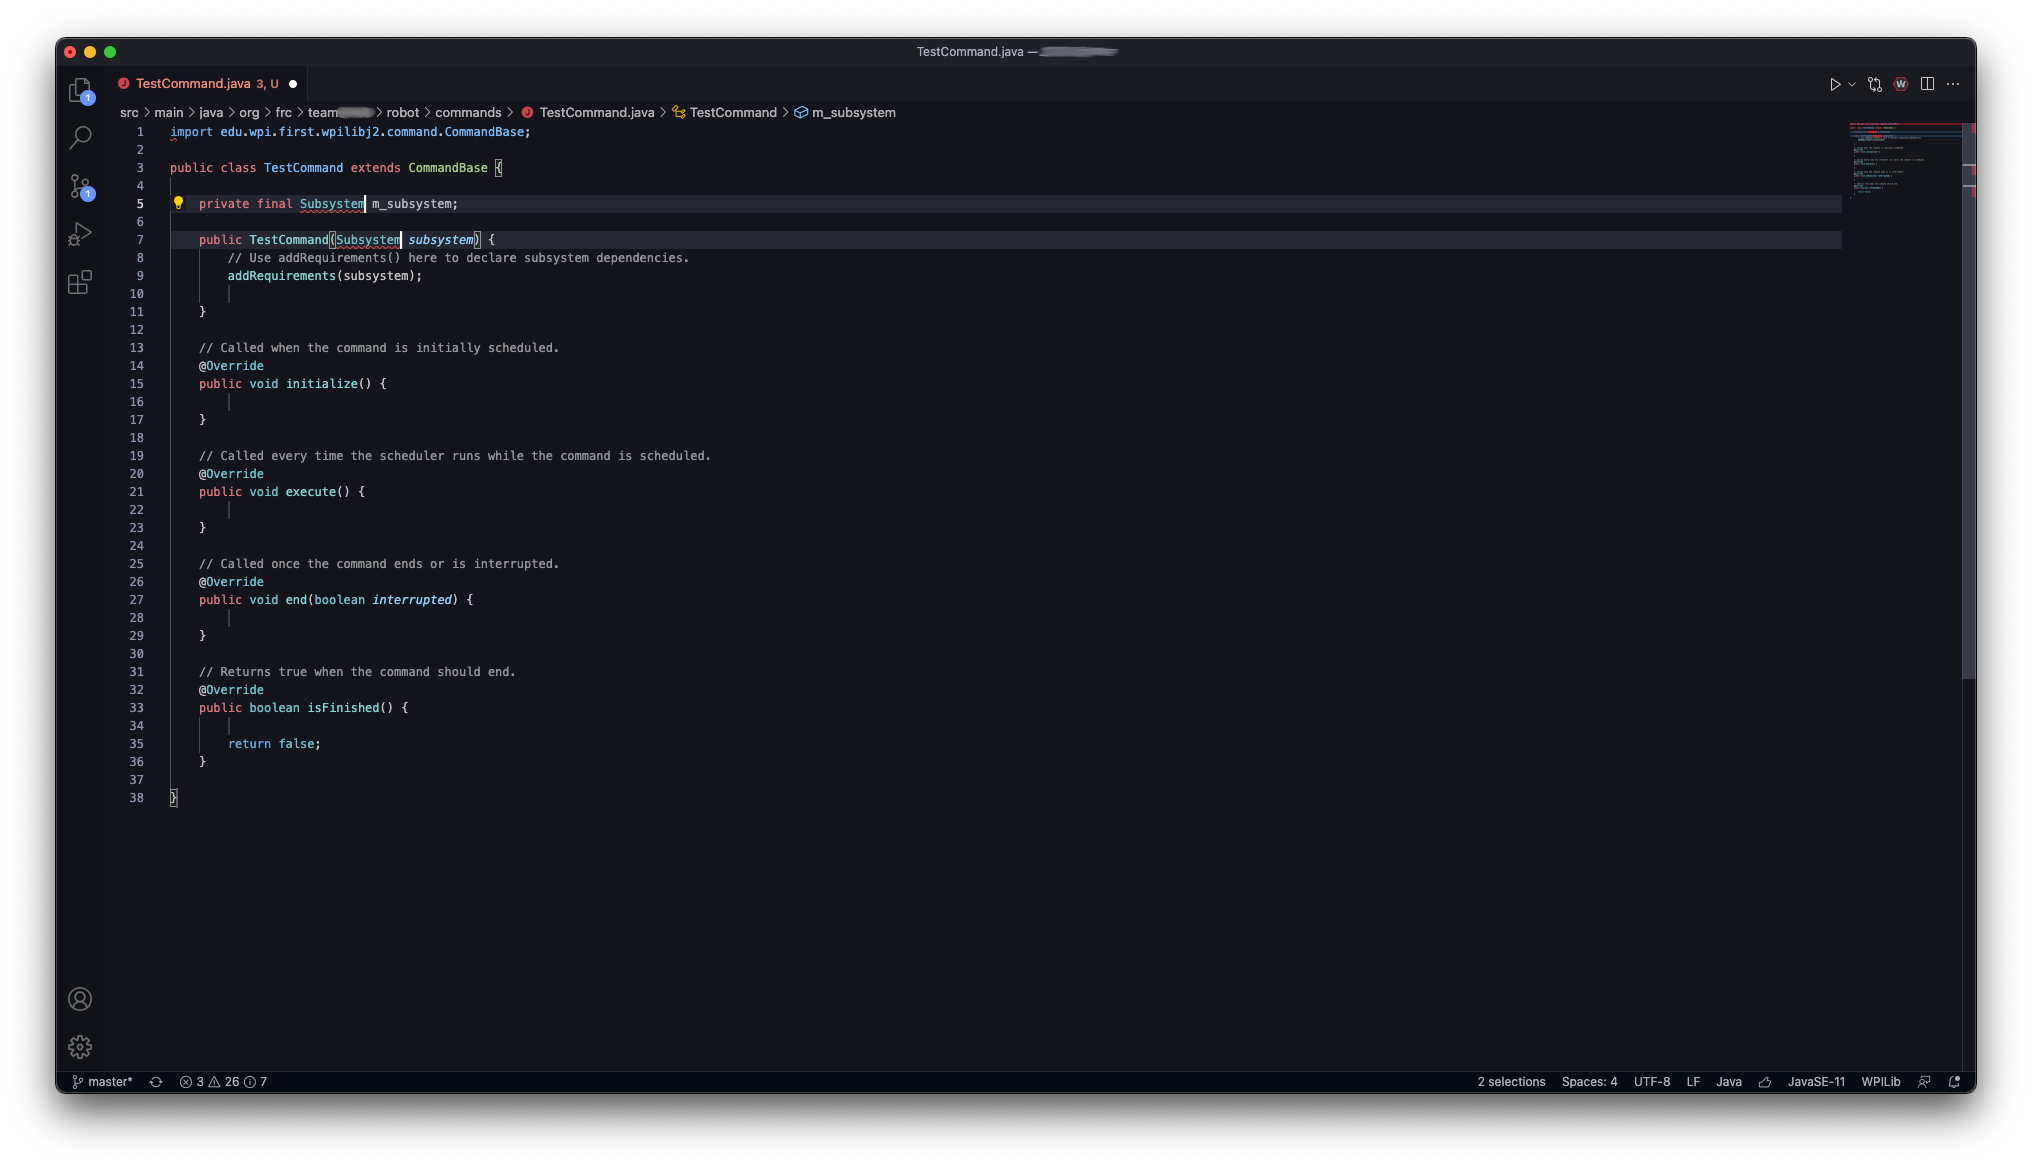 TestCommand.java —
TestCommand.java 3, U
src > main > java > org > frc > team > robot > commands > TestCommand.java > TestCommand > m_subsystem
1 import edu.wpi.first.wpilibj2.command.CommandBase;
2
3 public class TestCommand extends CommandBase {
4
5 private final Subsystem m_subsystem;
6
7 public TestCommand(Subsystem subsystem) {
8 // Use addRequirements() here to declare subsystem dependencies.
9 addRequirements(subsystem);
10
11 }
12
13 // Called when the command is initially scheduled.
14 @Override
15 public void initialize() {
16
17 }
18
19 // Called every time the scheduler runs while the command is scheduled.
20 @Override
21 public void execute() {
22
23 }
24
25 // Called once the command ends or is interrupted.
26 @Override
27 public void end(boolean interrupted) {
28
29 }
30
31 // Returns true when the command should end.
32 @Override
33 public boolean isFinished() {
34
35 return false;
36 }
37
38 }
1
1
master* 3 26 7 2 selections Spaces: 4 UTF-8 LF Java JavaSE-11 WPILib